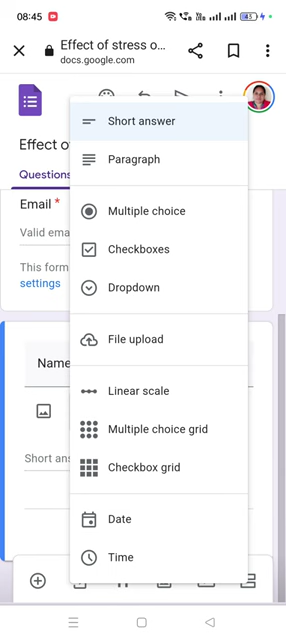 08:45
Effect of stress o...
docs.google.com
Short answer
Effect o
Paragraph
Questions
Email *
Multiple choice
Valid ema
Checkboxes
This form
settings
Dropdown
File upload
Name
Linear scale
Multiple choice grid
Short ans
Checkbox grid
Date
Time